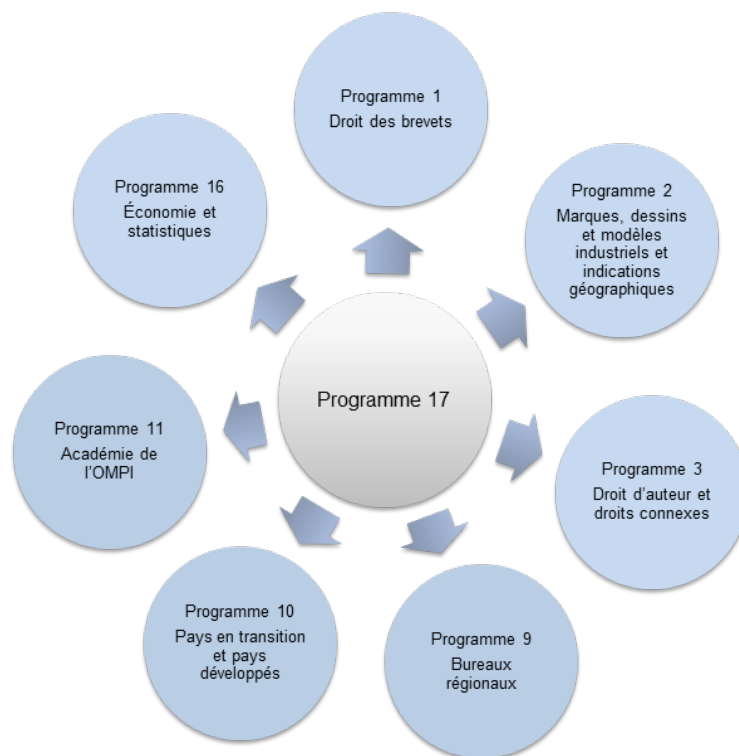 Programme 1
Droit des brevets
Programme 2
Marques, dessins
et modèles
industriels et
indications
géographiques
Programme 3
Droit d'auteur et
droits connexes
Programme 9
Bureaux
régionaux
Programme 10
Pays en transition
et pays
développés
Programme 11
Académie de
l'OMPI
Programme 16
Économie et
statistiques
Programme 17